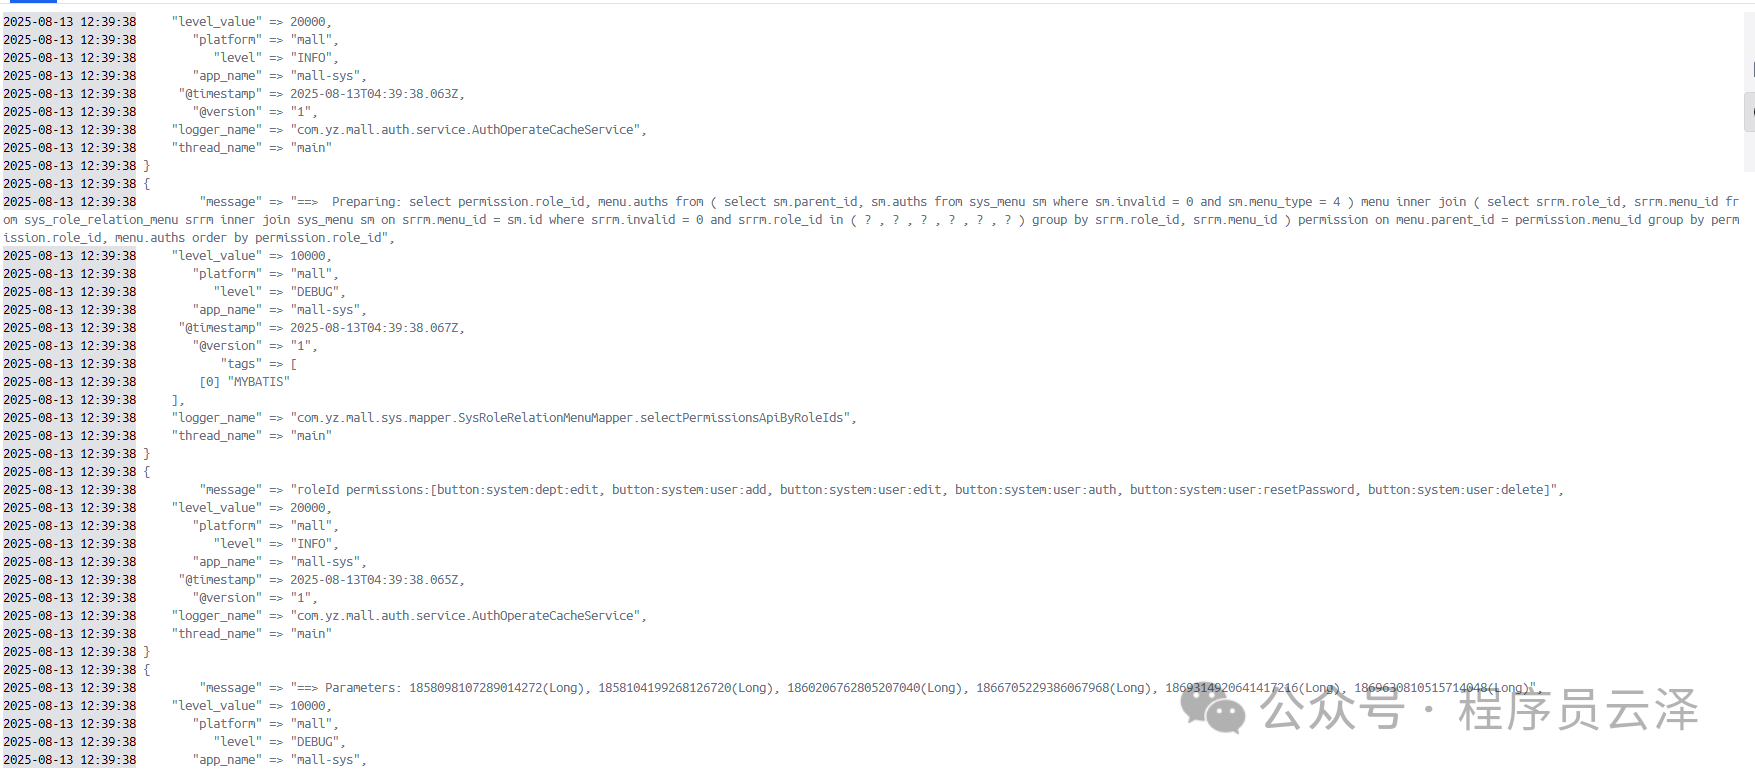 2025-08-13 12:39:38     "level_value" => 20000,
2025-08-13 12:39:38        "platform" => "mall",
2025-08-13 12:39:38           "level" => "INFO",
2025-08-13 12:39:38        "app_name" => "mall-sys",
2025-08-13 12:39:38      "@timestamp" => 2025-08-13T04:39:38.063Z,
2025-08-13 12:39:38        "@version" => "1",
2025-08-13 12:39:38     "logger_name" => "com.yz.mall.auth.service.AuthOperateCacheService",
2025-08-13 12:39:38     "thread_name" => "main"
2025-08-13 12:39:38 }
2025-08-13 12:39:38 {
2025-08-13 12:39:38         "message" => "==>  Preparing: select permission.role_id, menu.auths from ( select sm.parent_id, sm.auths from sys_menu sm where sm.invalid = 0 and sm.menu_type = 4 ) menu inner join ( select srrm.role_id, srrm.menu_id fr
om sys_role_relation_menu srrm inner join sys_menu sm on srrm.menu_id = sm.id where srrm.invalid = 0 and srrm.role_id in ( ? , ? , ? , ? , ? , ? ) group by srrm.role_id, srrm.menu_id ) permission on menu.parent_id = permission.menu_id group by perm
ission.role_id, menu.auths order by permission.role_id",
2025-08-13 12:39:38     "level_value" => 10000,
2025-08-13 12:39:38        "platform" => "mall",
2025-08-13 12:39:38           "level" => "DEBUG",
2025-08-13 12:39:38        "app_name" => "mall-sys",
2025-08-13 12:39:38      "@timestamp" => 2025-08-13T04:39:38.067Z,
2025-08-13 12:39:38        "@version" => "1",
2025-08-13 12:39:38            "tags" => [
2025-08-13 12:39:38         [0] "MYBATIS"
2025-08-13 12:39:38     ],
2025-08-13 12:39:38     "logger_name" => "com.yz.mall.sys.mapper.SysRoleRelationMenuMapper.selectPermissionsApiByRoleIds",
2025-08-13 12:39:38     "thread_name" => "main"
2025-08-13 12:39:38 }
2025-08-13 12:39:38 {
2025-08-13 12:39:38         "message" => "roleId permissions:[button:system:dept:edit, button:system:user:add, button:system:user:edit, button:system:user:auth, button:system:user:resetPassword, button:system:user:delete]",
2025-08-13 12:39:38     "level_value" => 20000,
2025-08-13 12:39:38        "platform" => "mall",
2025-08-13 12:39:38           "level" => "INFO",
2025-08-13 12:39:38        "app_name" => "mall-sys",
2025-08-13 12:39:38      "@timestamp" => 2025-08-13T04:39:38.065Z,
2025-08-13 12:39:38        "@version" => "1",
2025-08-13 12:39:38     "logger_name" => "com.yz.mall.auth.service.AuthOperateCacheService",
2025-08-13 12:39:38     "thread_name" => "main"
2025-08-13 12:39:38 }
2025-08-13 12:39:38 {
2025-08-13 12:39:38         "message" => "==> Parameters: 1858098107289014272(Long), 1858104199268126720(Long), 1860206762805207040(Long), 1866705229386067968(Long), 1869314920641417216(Long), 1869630810515714048(Long)",
2025-08-13 12:39:38     "level_value" => 10000,
2025-08-13 12:39:38        "platform" => "mall",
2025-08-13 12:39:38           "level" => "DEBUG",
2025-08-13 12:39:38        "app_name" => "mall-sys",
公众号 · 程序员云泽